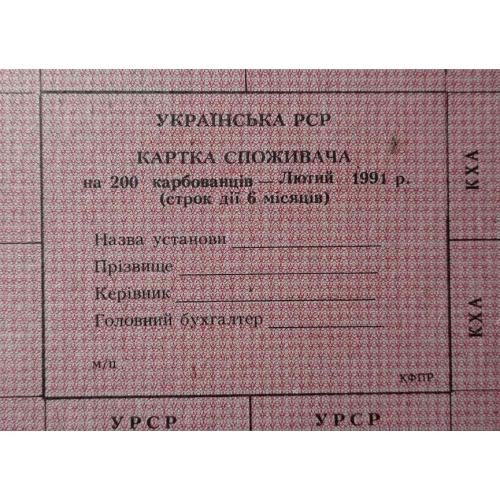 УКРАЇНСЬКА РСР
КАРТКА СПОЖИВАЧА
на 200 карбованців — Лютий 1991 р.
(строк дії 6 місяців)
Назва установи
Прізвище
Керівник
Головний бухгалтер
м/п
КФПР
КХА
КХА
УРСР
УРСР